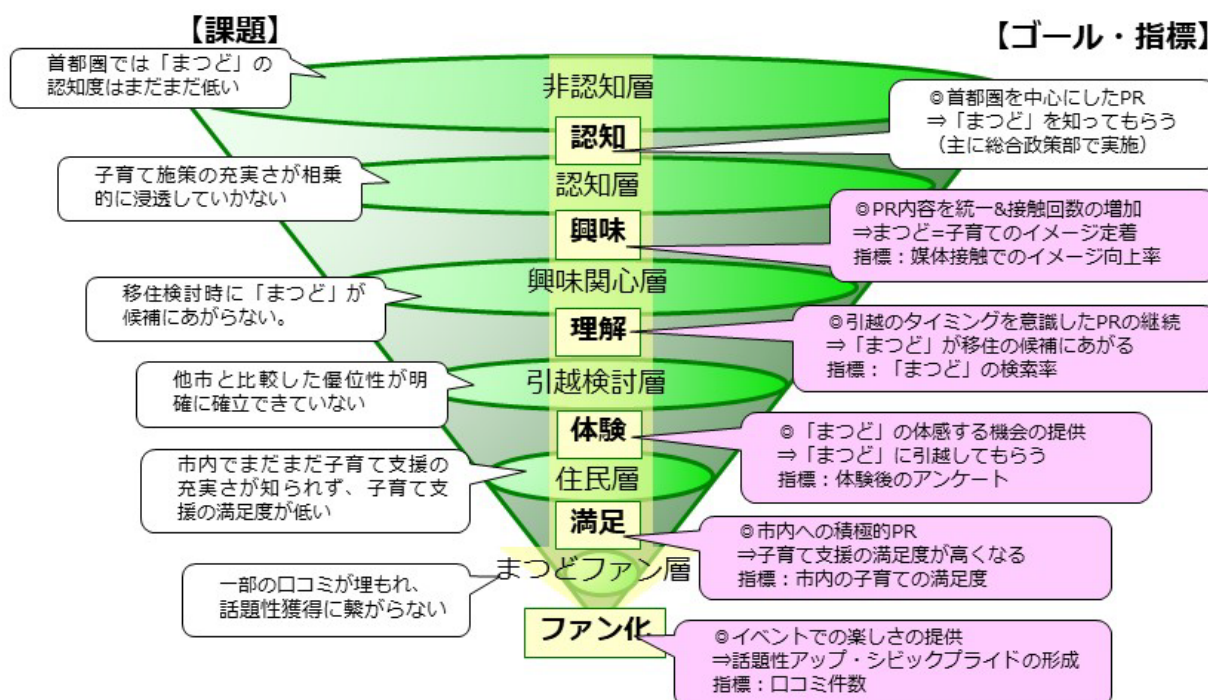 【課題】
【ゴール・指標】
首都圏では「まつど」の
認知度はまだまだ低い
非認知層
認知
◎首都圏を中心にしたPR
⇒「まつど」を知ってもらう
（主に総合政策部で実施）
子育て施策の充実さが相乗
的に浸透していかない
認知層
興味
◎PR内容を統一&接触回数の増加
⇒まつど=子育てのイメージ定着
指標：媒体接触でのイメージ向上率
移住検討時に「まつど」が
候補にあがらない。
興味関心層
理解
◎引越のタイミングを意識したPRの継続
⇒「まつど」が移住の候補にあがる
指標：「まつど」の検索率
他市と比較した優位性が明
確に確立できていない
引越検討層
体験
◎「まつど」の体感する機会の提供
⇒「まつど」に引越してもらう
指標：体験後のアンケート
市内でまだまだ子育て支援の
充実さが知られず、子育て支
援の満足度が低い
住民層
満足
◎市内への積極的PR
⇒子育て支援の満足度が高くなる
指標：市内の子育ての満足度
一部の口コミが埋もれ、
話題性獲得に繋がらない
まつどファン層
ファン化
◎イベントでの楽しさの提供
⇒話題性アップ・シビックプライドの形成
指標：口コミ件数